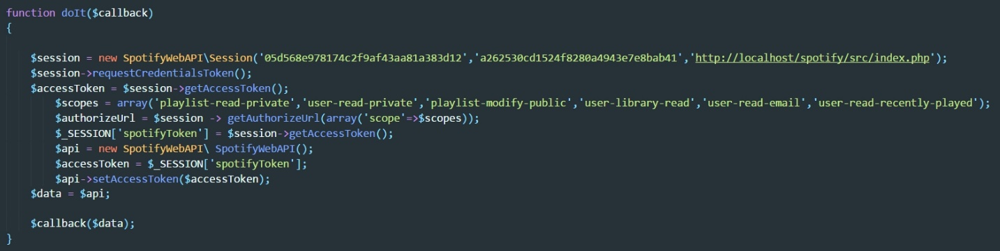 function doIt($callback)
{
$session = new SpotifyWebAPI\Session('05d568e978174c2f9af43aa81a383d12','a262530cd1524f8280a4943e7e8bab41','http://localhost/spotify/src/index.php');
$session->requestCredentialsToken();
$accessToken = $session->getAccessToken();
$scopes = array('playlist-read-private','user-read-private','playlist-modify-public','user-library-read','user-read-email','user-read-recently-played');
$authorizeUrl = $session -> getAuthorizeUrl(array('scope'=>$scopes));
$_SESSION['spotifyToken'] = $session->getAccessToken();
$api = new SpotifyWebAPI\ SpotifyWebAPI();
$accessToken = $_SESSION['spotifyToken'];
$api->setAccessToken($accessToken);
$data = $api;
$callback($data);
}